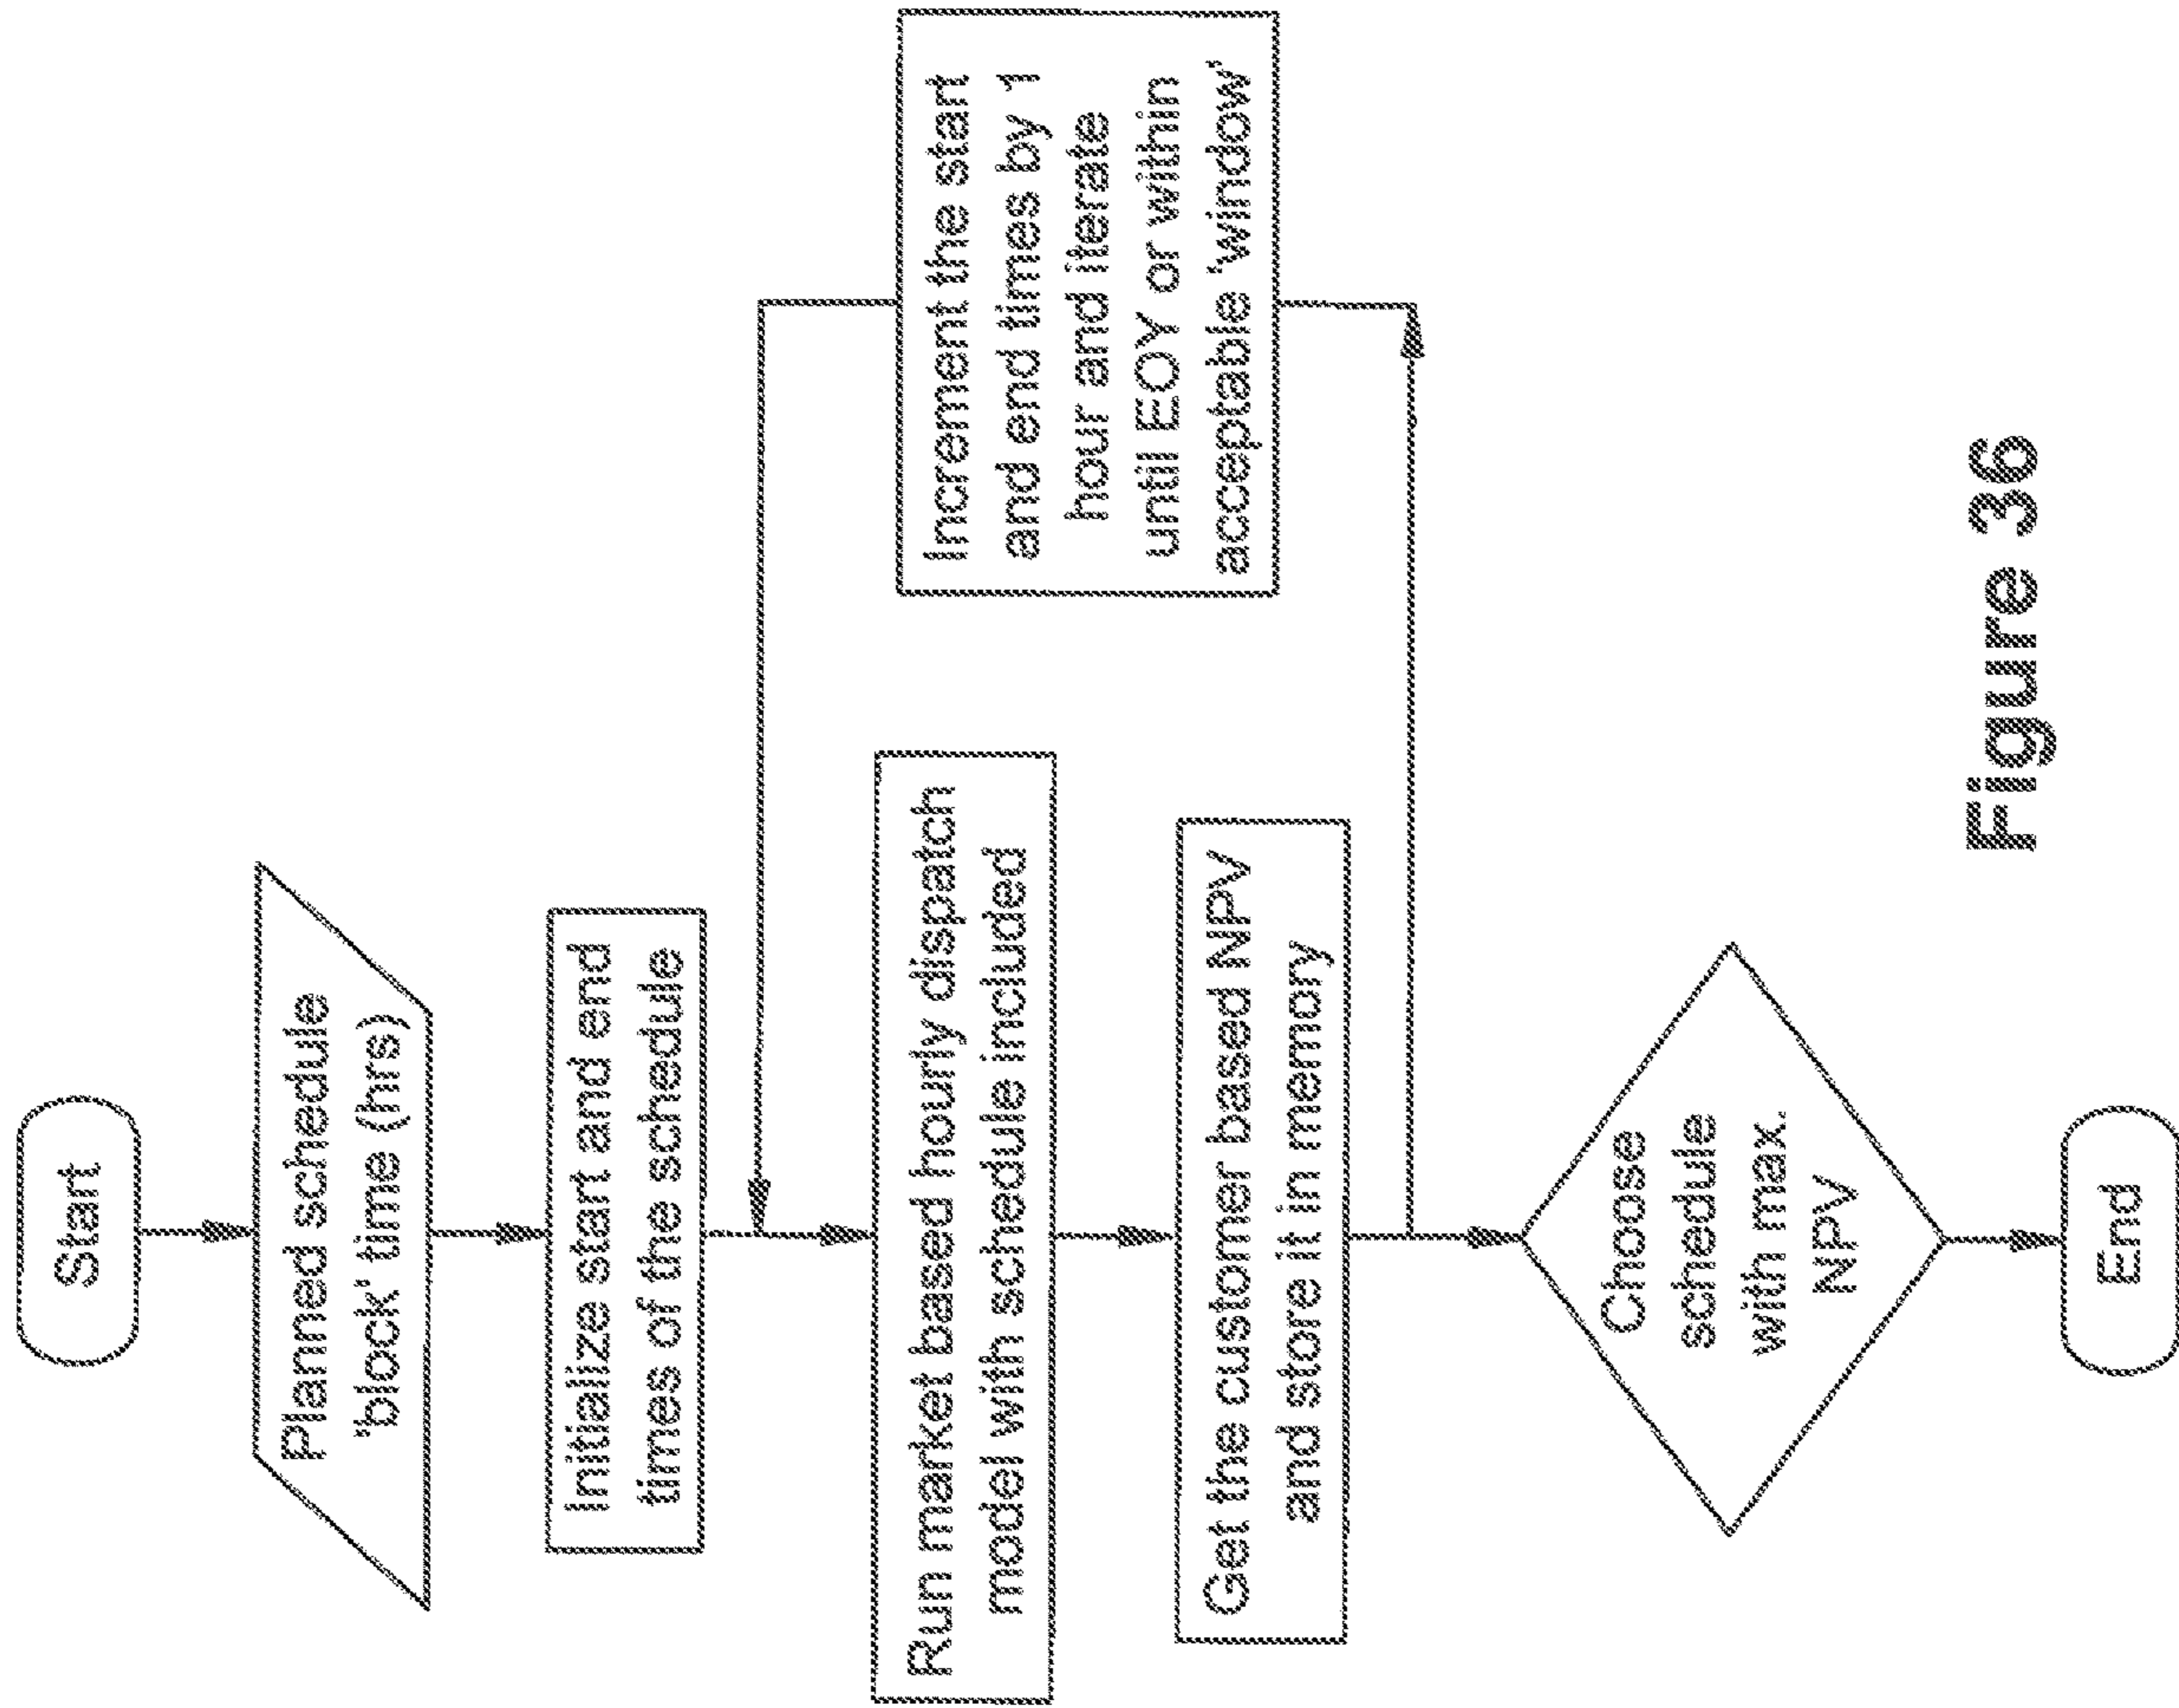 Start
Planned schedule
'block' time (hrs)
Initialize start and end
times of the schedule
Run market based hourly dispatch
model with schedule included
Get the customer based NPV
and store it in memory
Increment the start
and end times by 1
hour and iterate
until EOY or within
acceptable 'window'
Choose
schedule
with max.
NPV
End
Figure 36